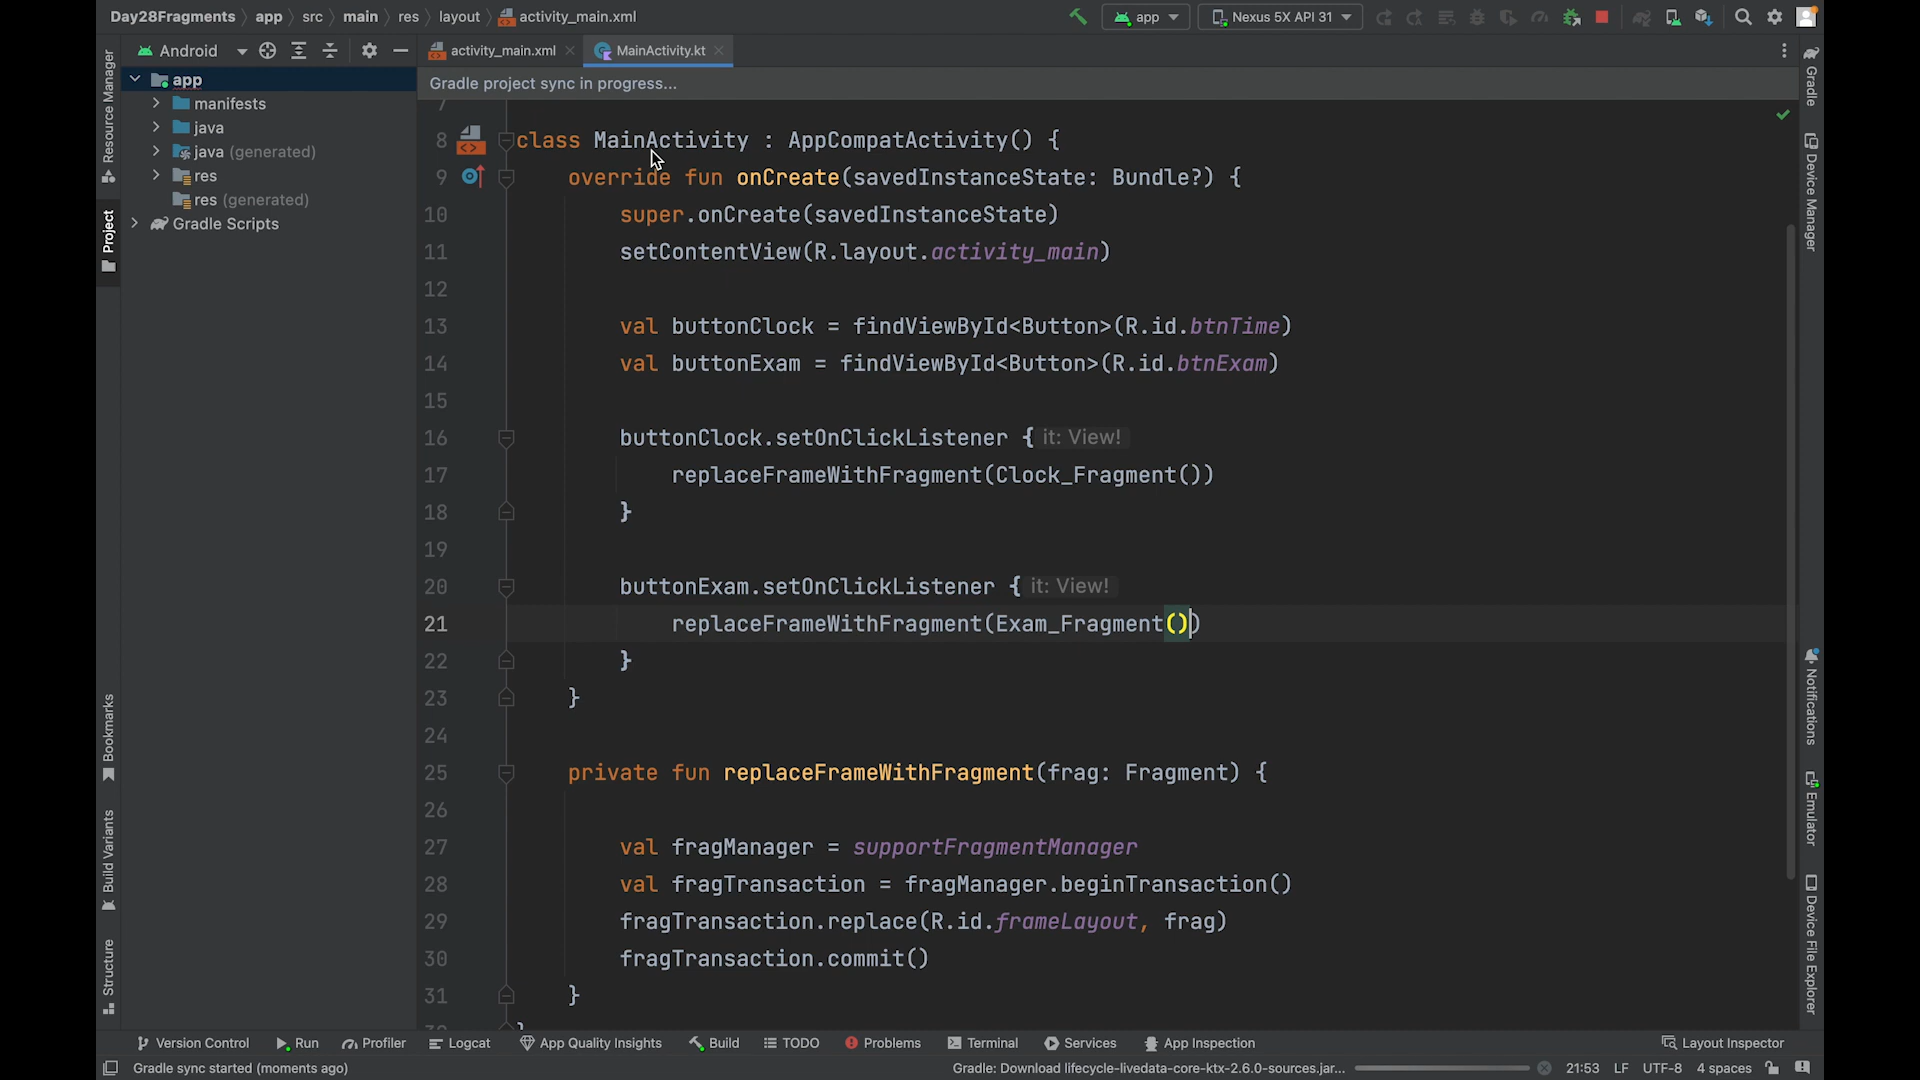 Day28Fragments app src main res layout activity_main.xml app Nexus 5X API 31
Android activity_main.xml MainActivity.kt
Gradle project sync in progress...
app
manifests
java
java (generated)
res
res (generated)
Gradle Scripts
Resource Manager
Project
Bookmarks
Build Variants
Structure
7
8 class MainActivity : AppCompatActivity() {
9 override fun onCreate(savedInstanceState: Bundle?) {
10 super.onCreate(savedInstanceState)
11 setContentView(R.layout.activity_main)
12
13 val buttonClock = findViewById<Button>(R.id.btnTime)
14 val buttonExam = findViewById<Button>(R.id.btnExam)
15
16 buttonClock.setOnClickListener { it: View!
17 replaceFrameWithFragment(Clock_Fragment())
18 }
19
20 buttonExam.setOnClickListener { it: View!
21 replaceFrameWithFragment(Exam_Fragment())
22 }
23 }
24
25 private fun replaceFrameWithFragment(frag: Fragment) {
26
27 val fragManager = supportFragmentManager
28 val fragTransaction = fragManager.beginTransaction()
29 fragTransaction.replace(R.id.frameLayout, frag)
30 fragTransaction.commit()
31 }
}
Gradle
Device Manager
Notifications
Emulator
Device File Explorer
Version Control Run Profiler Logcat App Quality Insights Build TODO Problems Terminal Services App Inspection Layout Inspector
Gradle sync started (moments ago) Gradle: Download lifecycle-livedata-core-ktx-2.6.0-sources.jar... 21:53 LF UTF-8 4 spaces